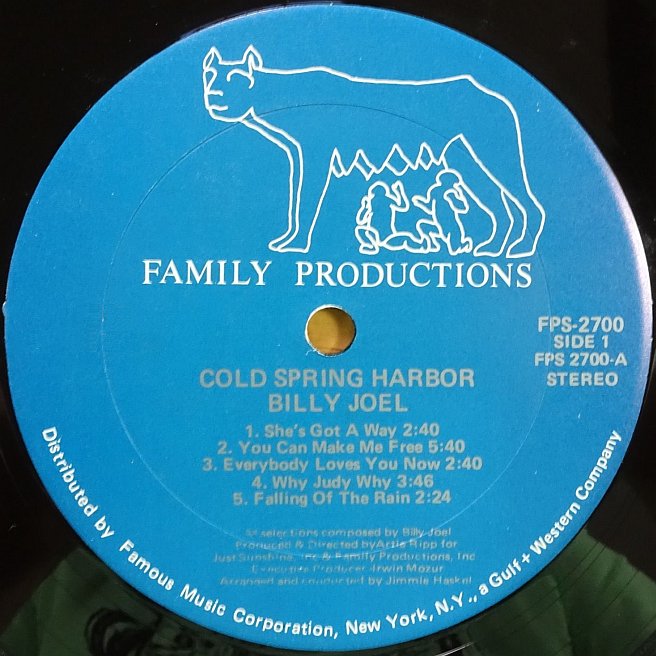 FAMILY PRODUCTIONS
FPS-2700
SIDE 1
FPS 2700-A
STEREO
COLD SPRING HARBOR
BILLY JOEL
1. She's Got A Way 2:40
2. You Can Make Me Free 5:40
3. Everybody Loves You Now 2:40
4. Why Judy Why 3:46
5. Falling Of The Rain 2:24
selections composed by Billy Joel
Produced & Directed by Artie Ripp for
Just Sunshine, Inc & Family Productions, Inc
Executive Producer Irwin Mazur
Arranged and conducted by Jimmie Haskel
Distributed by Famous Music Corporation, New York, N.Y., a Gulf + Western Company